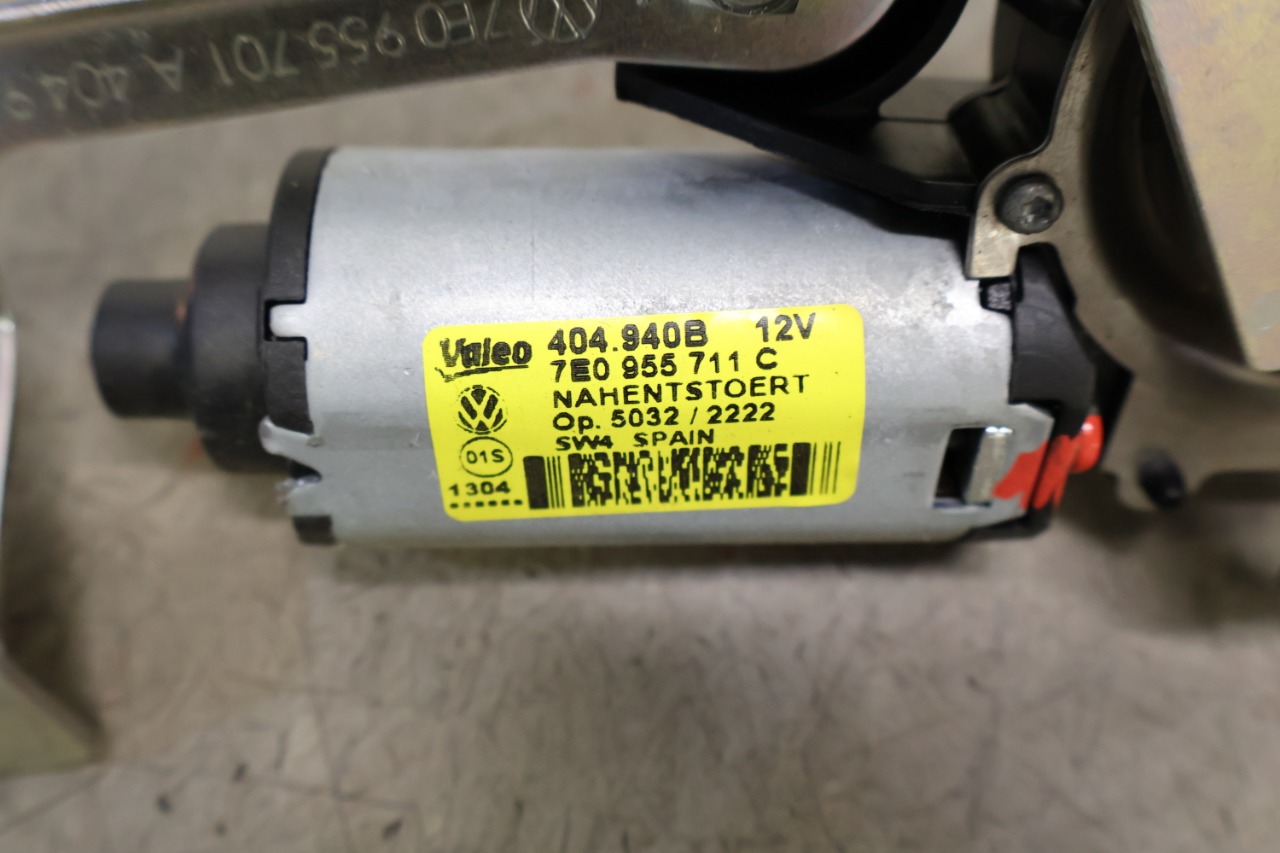 7E0 955 701 A 404 9
Valeo 404.940B 12V
7E0 955 711 C
NAHENTSTOERT
Op. 5032 / 2222
SW4 SPAIN
01S
1304